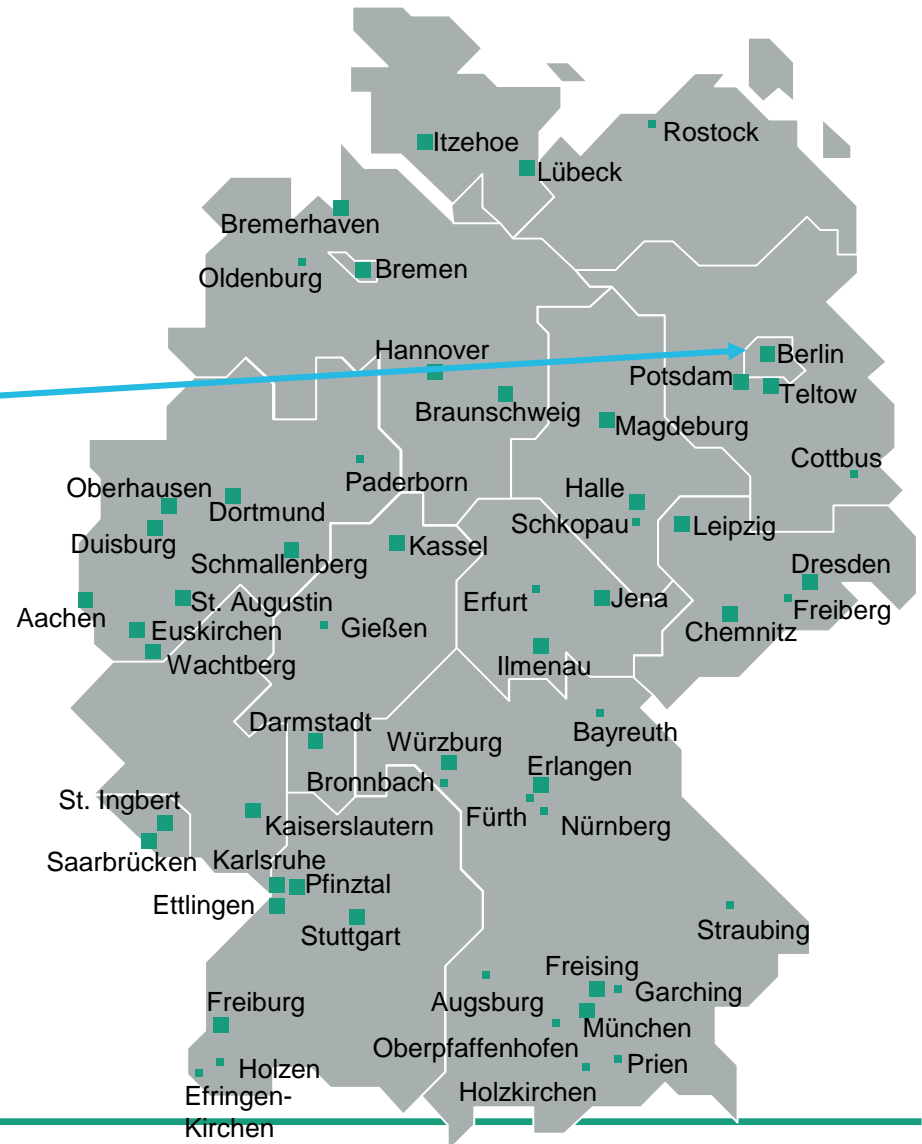 Itzehoe
Rostock
Lübeck
Bremerhaven
Oldenburg
Bremen
Hannover
Berlin
Potsdam
Teltow
Braunschweig
Magdeburg
Cottbus
Paderborn
Oberhausen
Dortmund
Halle
Schkopau
Leipzig
Duisburg
Schmallenberg
Kassel
Dresden
Aachen
St. Augustin
Erfurt
Jena
Freiberg
Euskirchen
Gießen
Chemnitz
Wachtberg
Ilmenau
Darmstadt
Bayreuth
Würzburg
Bronnbach
Erlangen
St. Ingbert
Kaiserslautern
Fürth
Nürnberg
Saarbrücken
Karlsruhe
Pfinztal
Ettlingen
Stuttgart
Straubing
Freising
Augsburg
Garching
Freiburg
München
Oberpfaffenhofen
Prien
Holzen
Holzkirchen
Efringen-
Kirchen